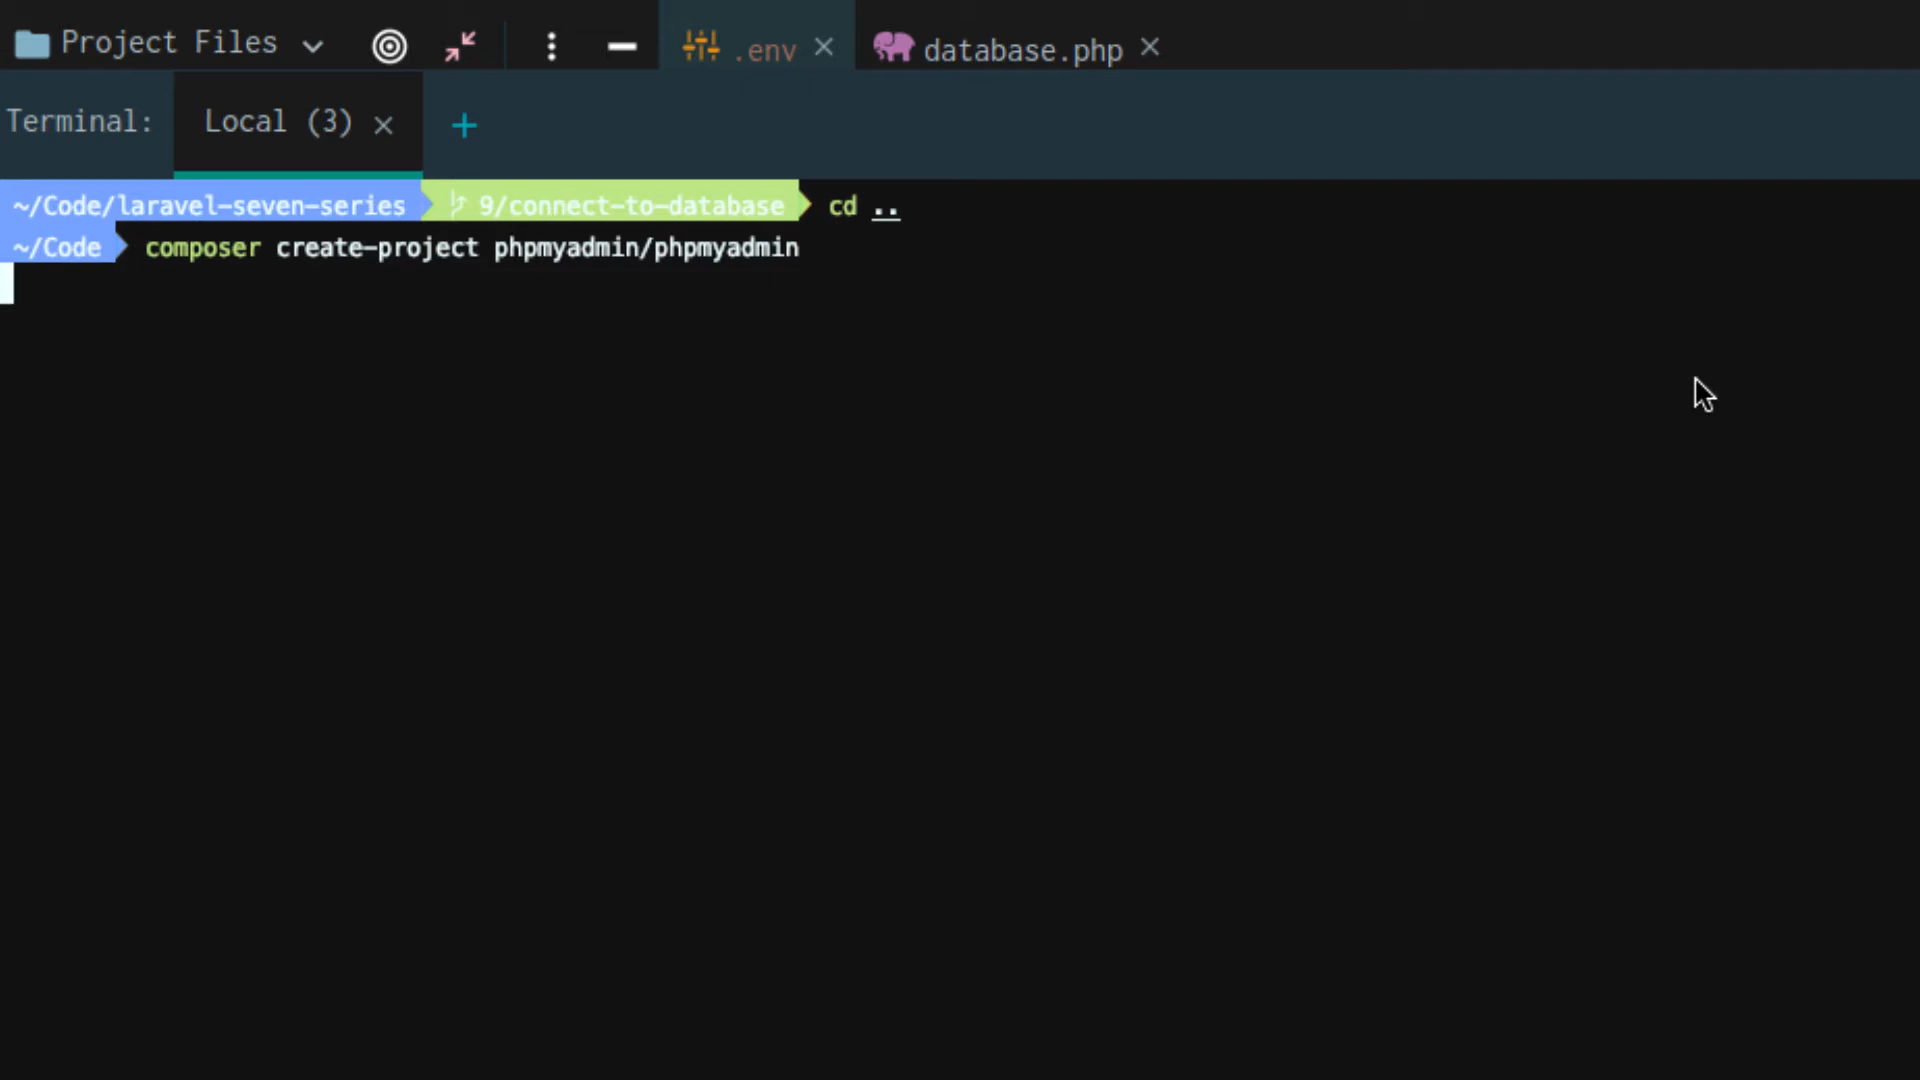 Project Files .env database.php
Terminal: Local (3) +
~/Code/laravel-seven-series 9/connect-to-database cd ..
~/Code composer create-project phpmyadmin/phpmyadmin